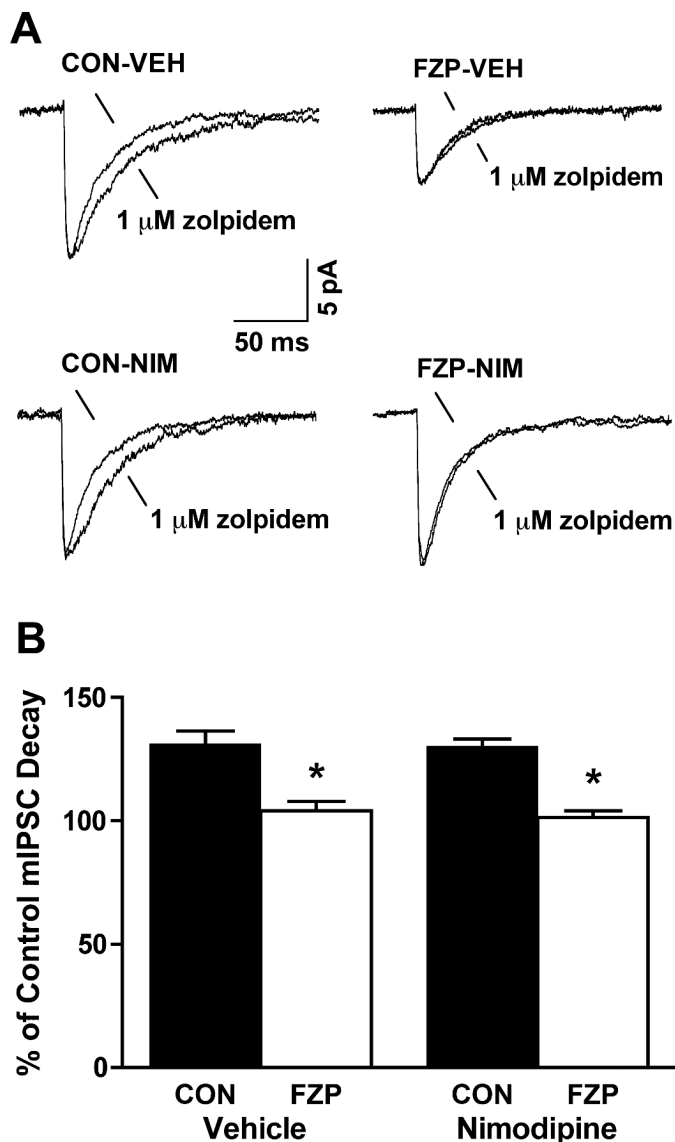 A
CON-VEH
FZP-VEH
1 μM zolpidem
1 μM zolpidem
5 pA
50 ms
CON-NIM
FZP-NIM
1 μM zolpidem
1 μM zolpidem
B
% of Control mIPSC Decay
150
100
50
0
*
*
CON FZP CON FZP
Vehicle Nimodipine